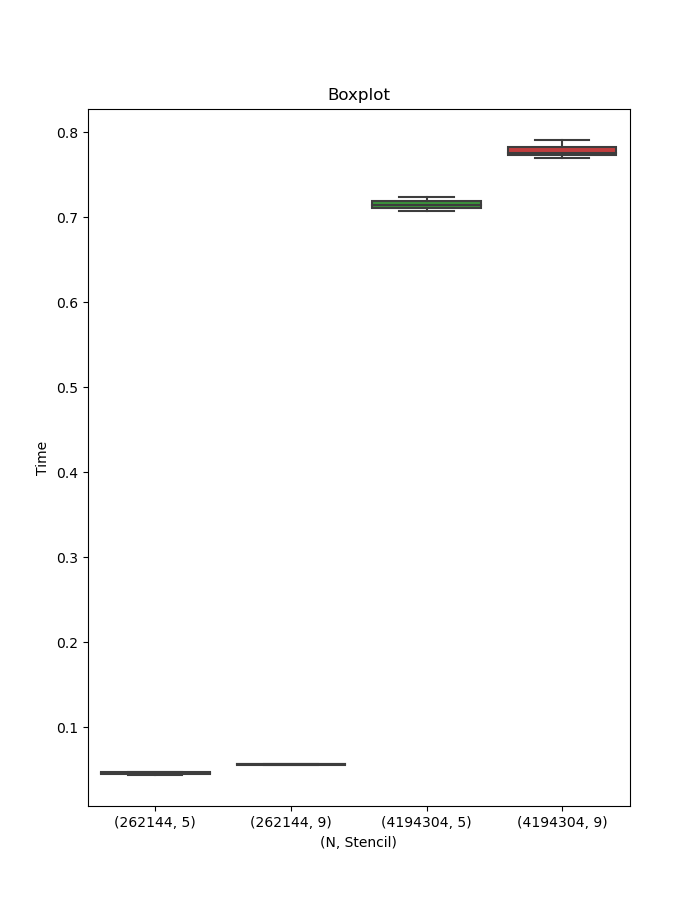 Boxplot
0.8
0.7
0.6
0.5
0.4
0.3
0.2
0.1
Time
(262144, 5) (262144, 9) (4194304, 5) (4194304, 9)
(N, Stencil)